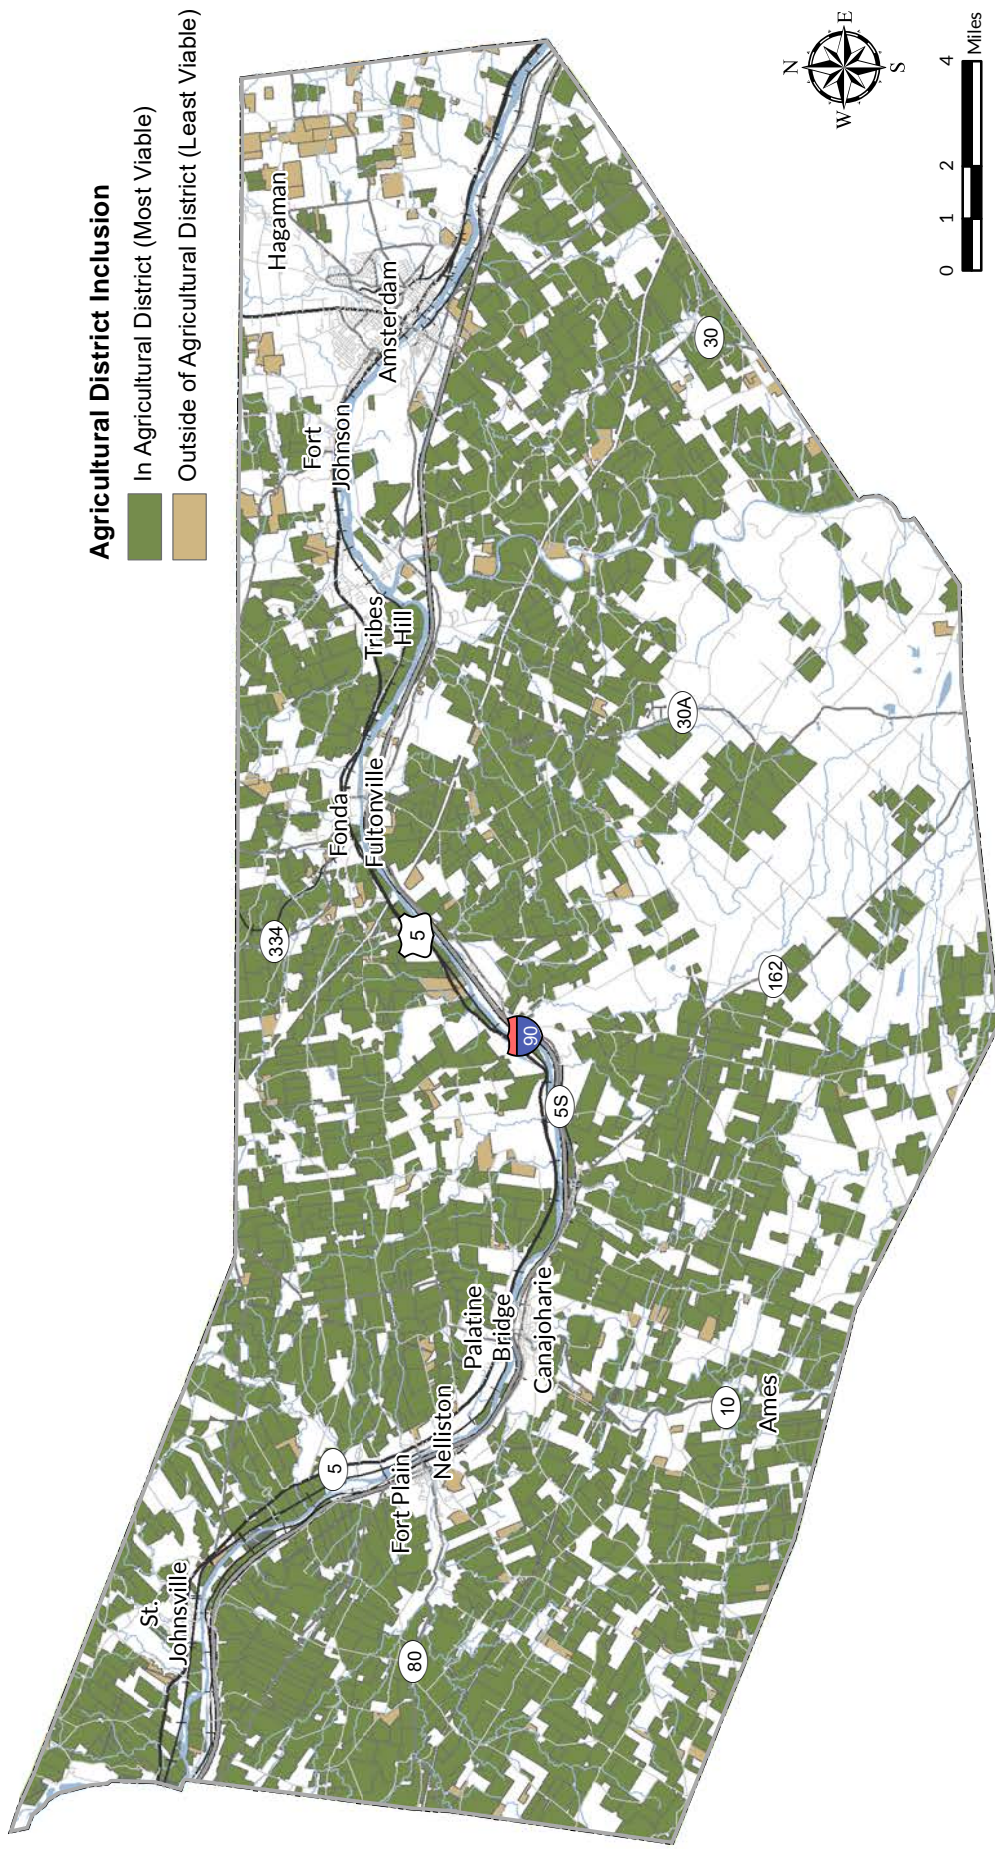 Agricultural District Inclusion
In Agricultural District (Most Viable)
Outside of Agricultural District (Least Viable)
St.
Johnsville
5
Fort Plain
Nelliston
80
Palatine
Bridge
Canajoharie
10
Ames
5S
90
5
334
162
Fonda
Fultonville
30A
Tribes
Hill
Fort
Johnson
Amsterdam
Hagaman
30
N
E
S
W
0 1 2 4
Miles